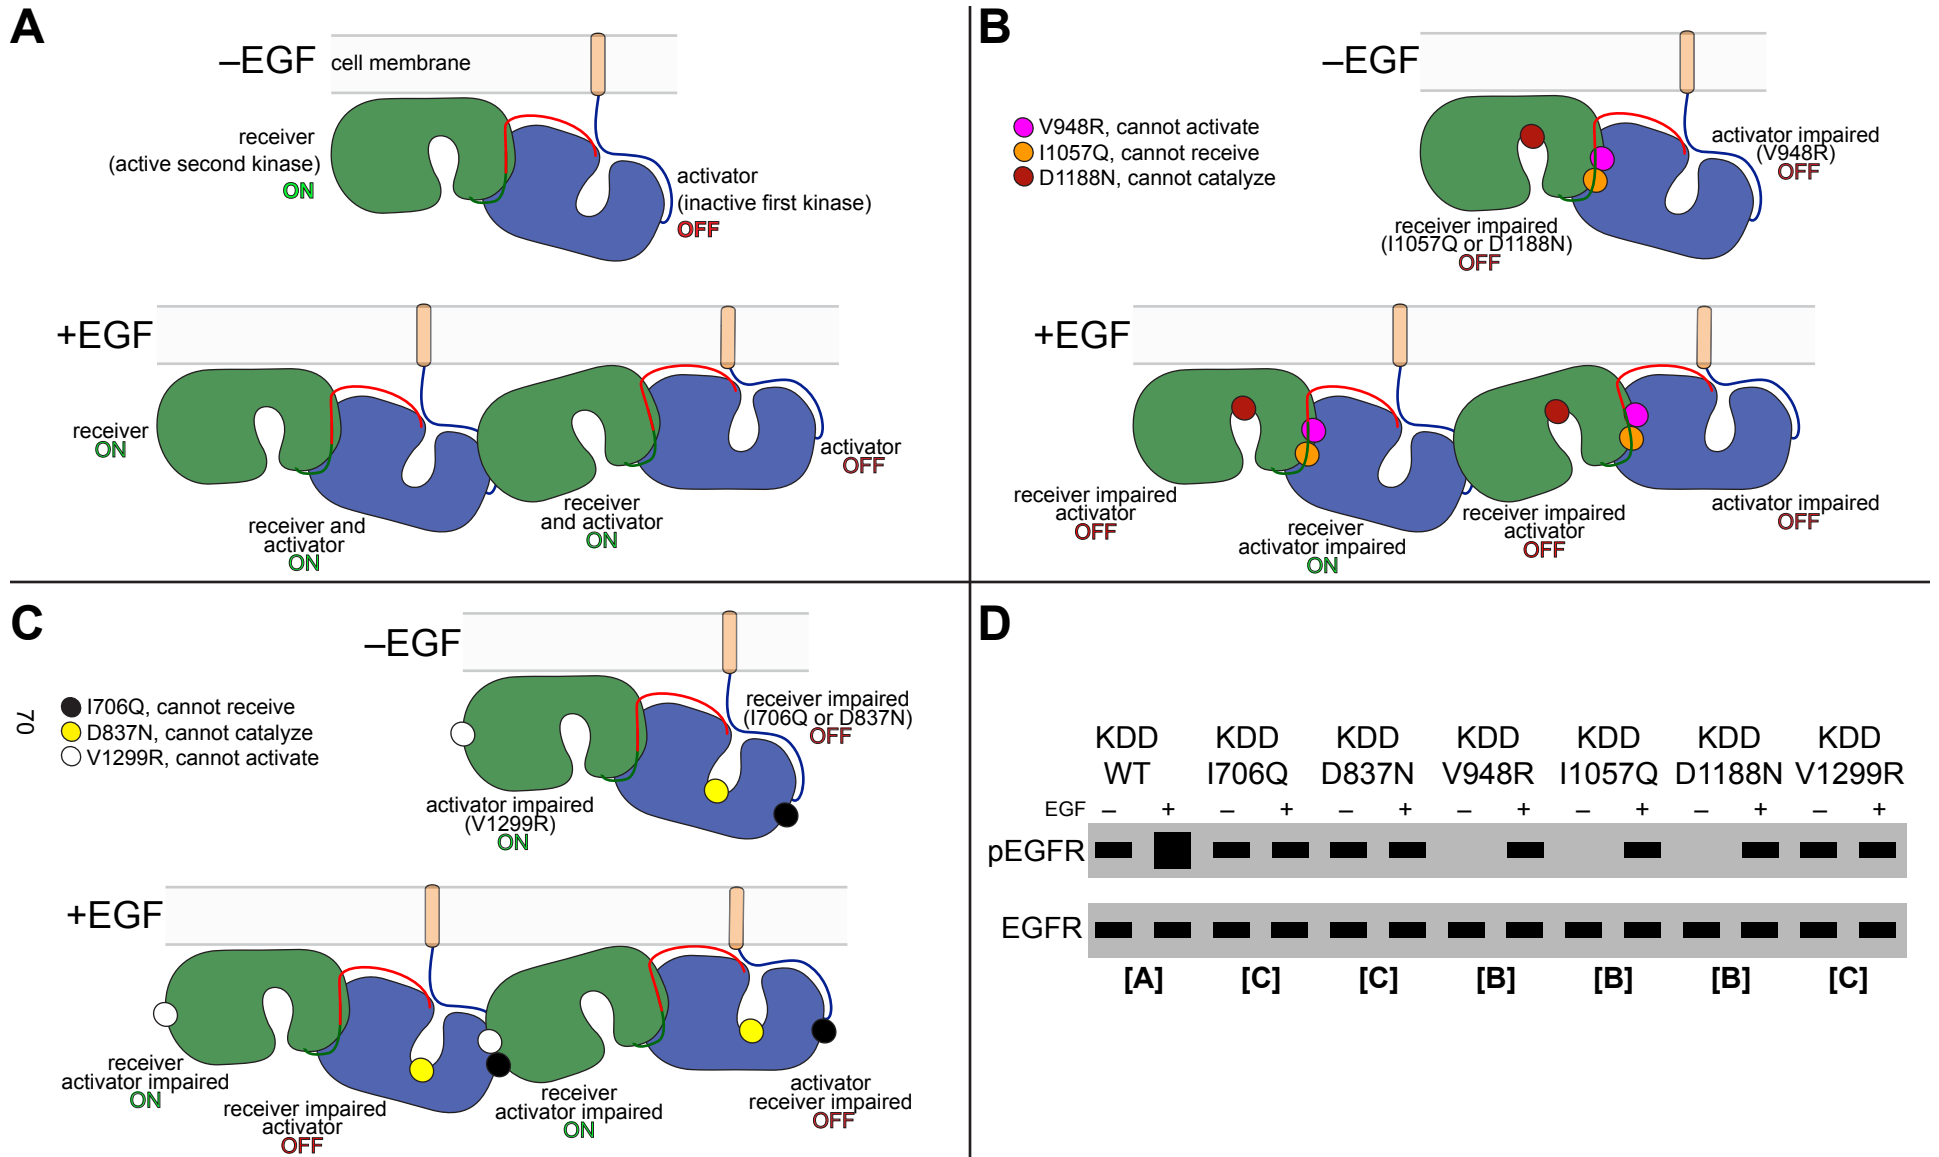 A
–EGF
cell membrane
receiver
(active second kinase)
ON
activator
(inactive first kinase)
OFF
+EGF
receiver
ON
receiver and
activator
ON
receiver
and activator
ON
activator
OFF
B
–EGF
V948R, cannot activate
I1057Q, cannot receive
D1188N, cannot catalyze
activator impaired
(V948R)
OFF
receiver impaired
(I1057Q or D1188N)
OFF
+EGF
receiver impaired
activator
OFF
receiver
activator impaired
ON
receiver impaired
activator
OFF
activator impaired
OFF
C
–EGF
I706Q, cannot receive
D837N, cannot catalyze
V1299R, cannot activate
receiver impaired
(I706Q or D837N)
OFF
activator impaired
(V1299R)
ON
70
+EGF
receiver
activator impaired
ON
receiver impaired
activator
OFF
receiver
activator impaired
ON
activator
receiver impaired
OFF
D
KDD KDD KDD KDD KDD KDD KDD
WT I706Q D837N V948R I1057Q D1188N V1299R
EGF – + – + – + – + – + – + – +
pEGFR
EGFR
[A] [C] [C] [B] [B] [B] [C]